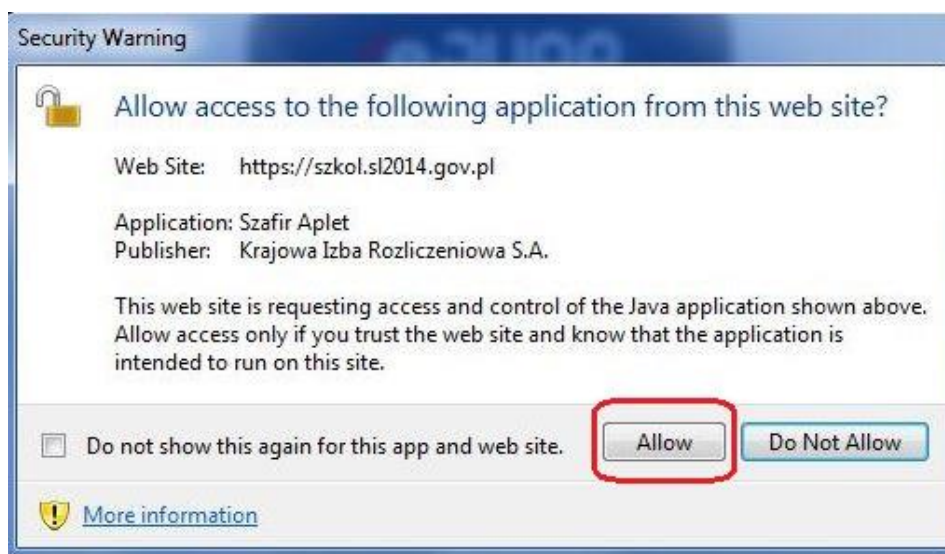 Security Warning
Allow access to the following application from this web site?
Web Site: https://szkol.sl2014.gov.pl
Application: Szafir Aplet
Publisher: Krajowa Izba Rozliczeniowa S.A.
This web site is requesting access and control of the Java application shown above.
Allow access only if you trust the web site and know that the application is
intended to run on this site.
Do not show this again for this app and web site.
Allow
Do Not Allow
More information